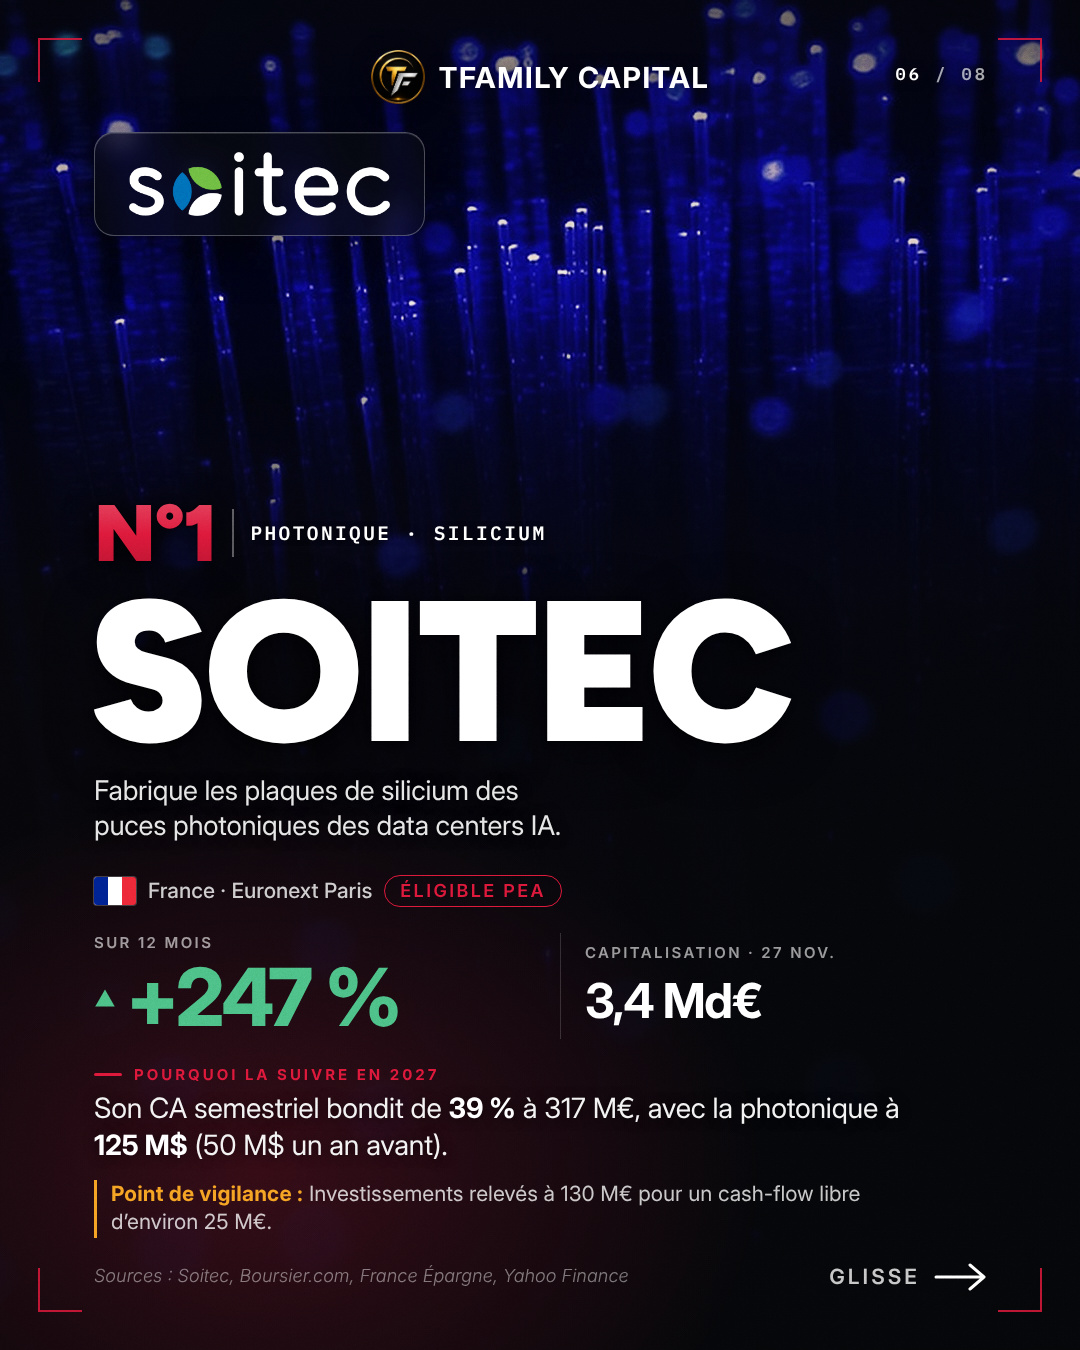 TFAMILY CAPITAL
06 / 08
soitec
N°1
PHOTONIQUE · SILICIUM
SOITEC
Fabrique les plaques de silicium des
puces photoniques des data centers IA.
France · Euronext Paris
ÉLIGIBLE PEA
SUR 12 MOIS
▲ +247 %
CAPITALISATION · 27 NOV.
3,4 Md€
POURQUOI LA SUIVRE EN 2027
Son CA semestriel bondit de 39 % à 317 M€, avec la photonique à
125 M$ (50 M$ un an avant).
Point de vigilance : Investissements relevés à 130 M€ pour un cash-flow libre
d’environ 25 M€.
Sources : Soitec, Boursier.com, France Épargne, Yahoo Finance
GLISSE →